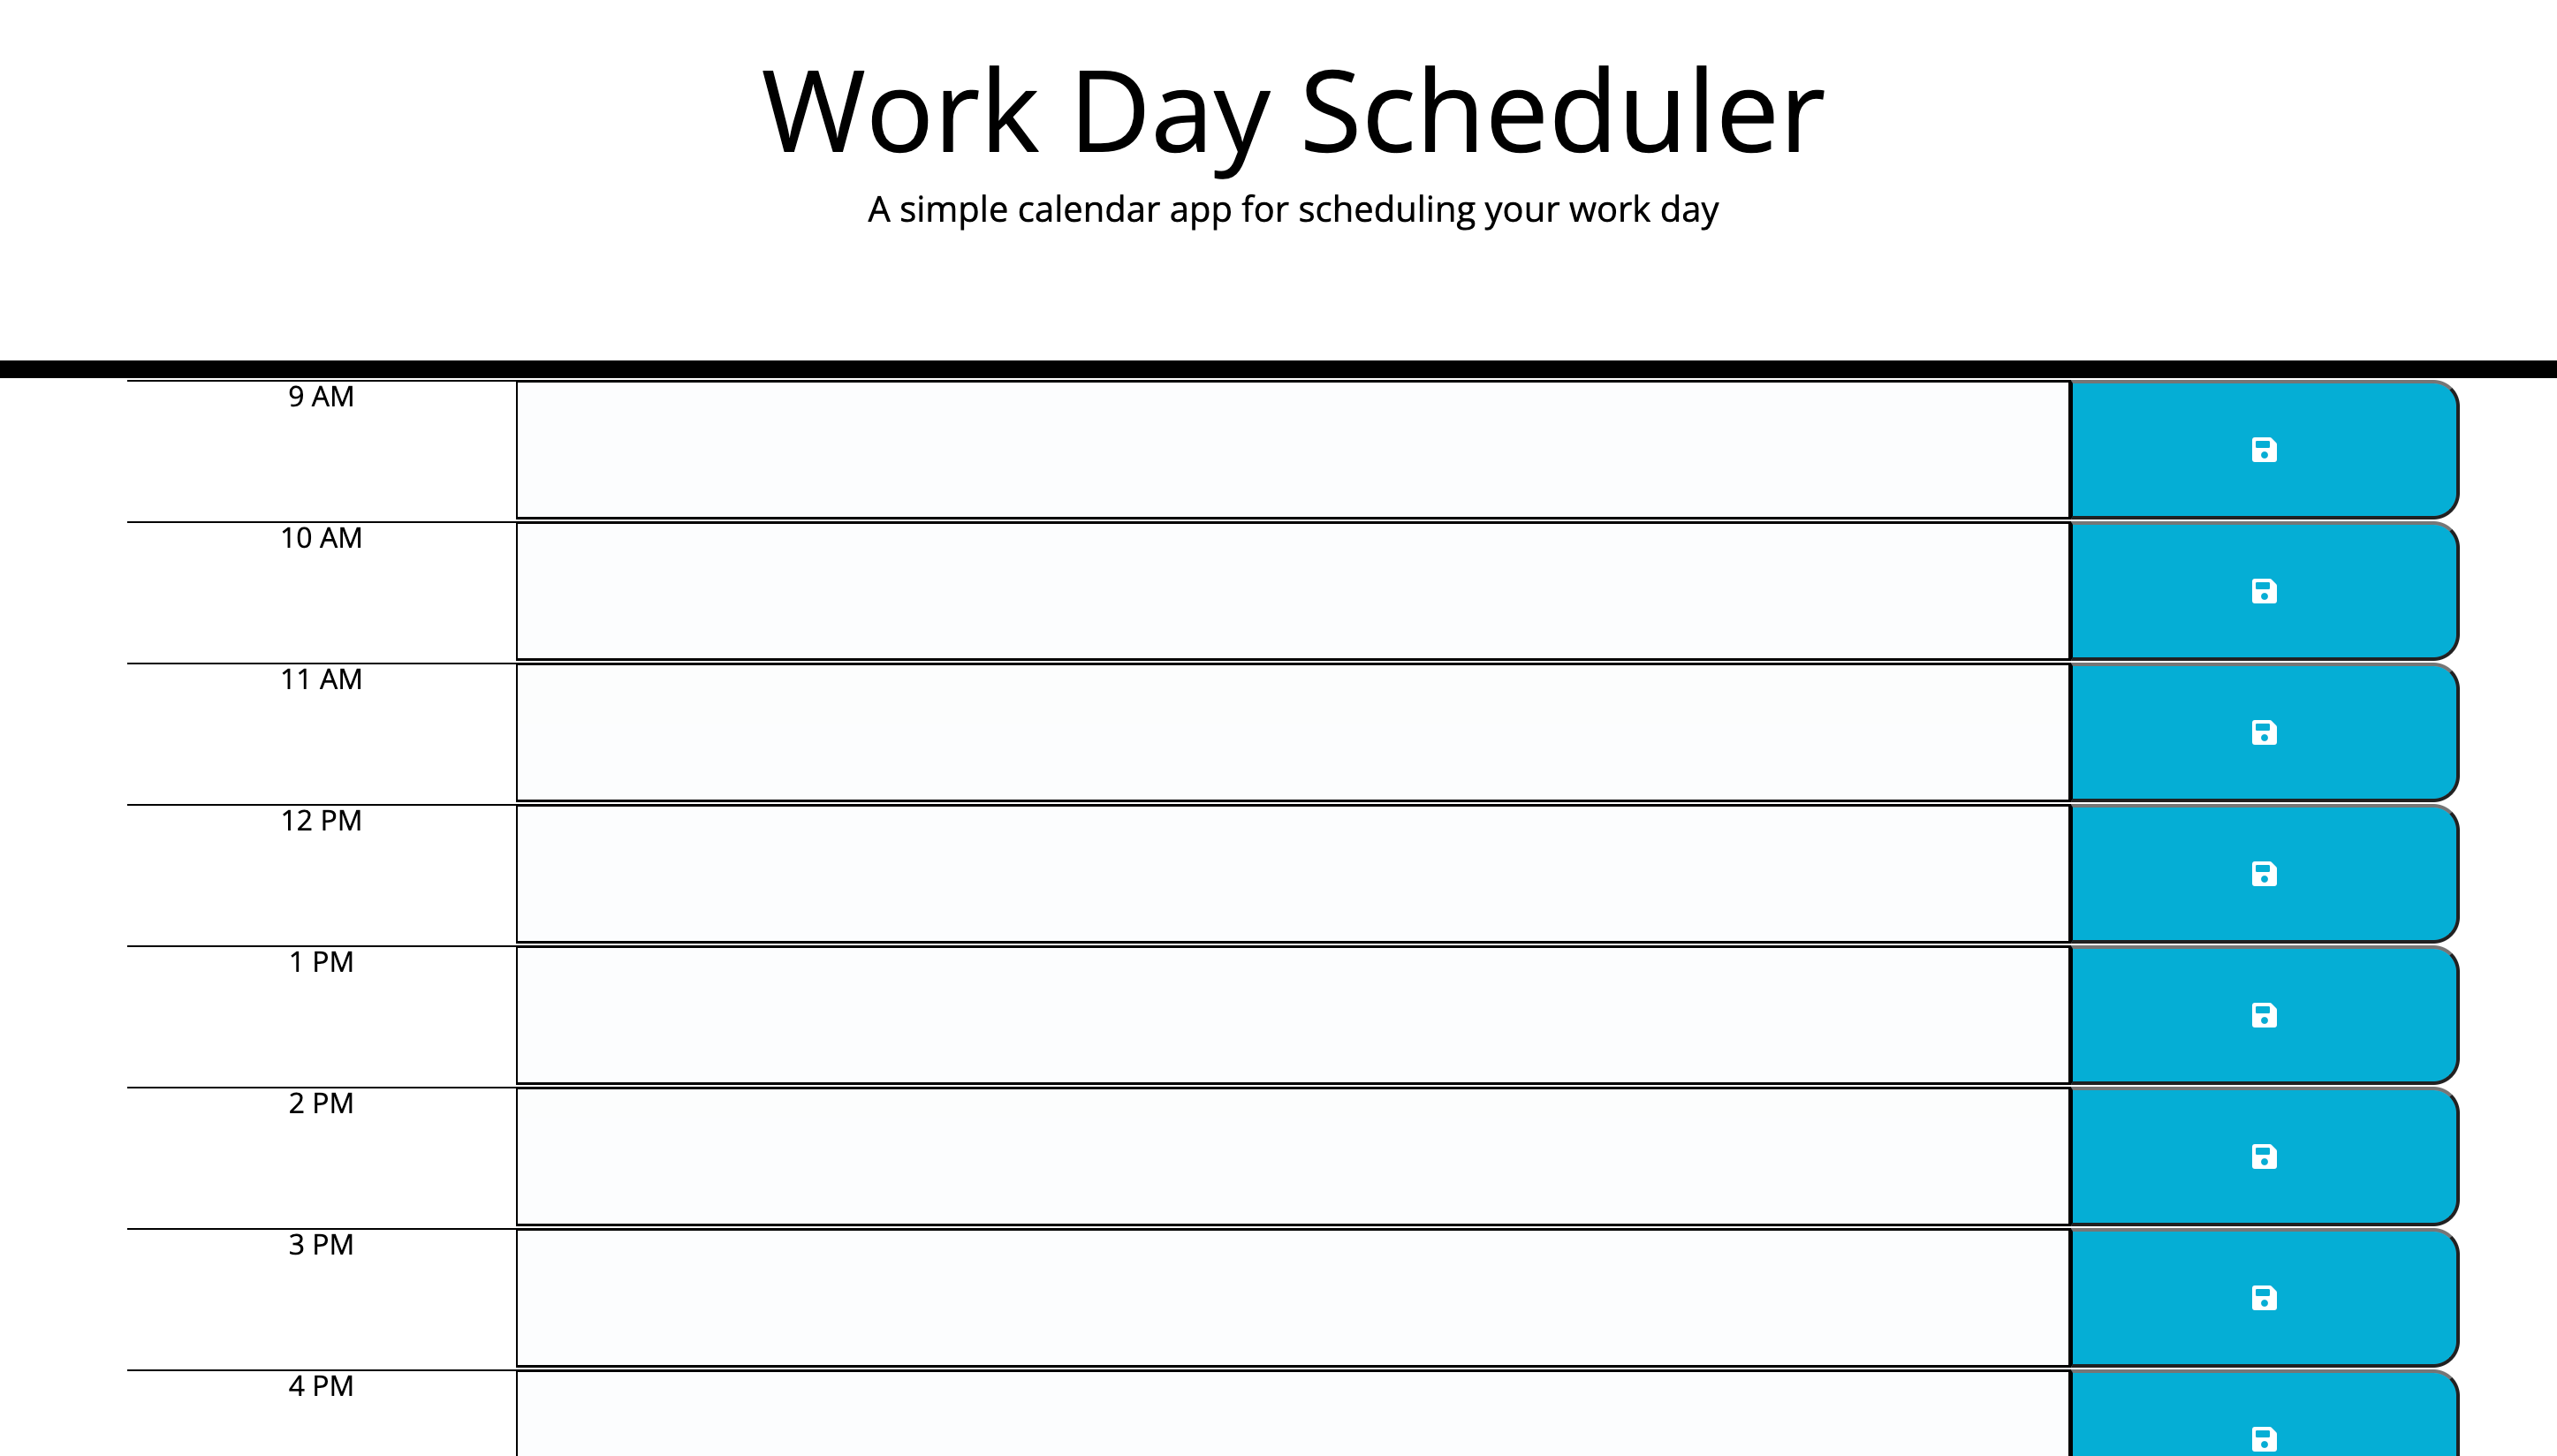 Work Day Scheduler
A simple calendar app for scheduling your work day
9 AM
10 AM
11 AM
12 PM
1 PM
2 PM
3 PM
4 PM